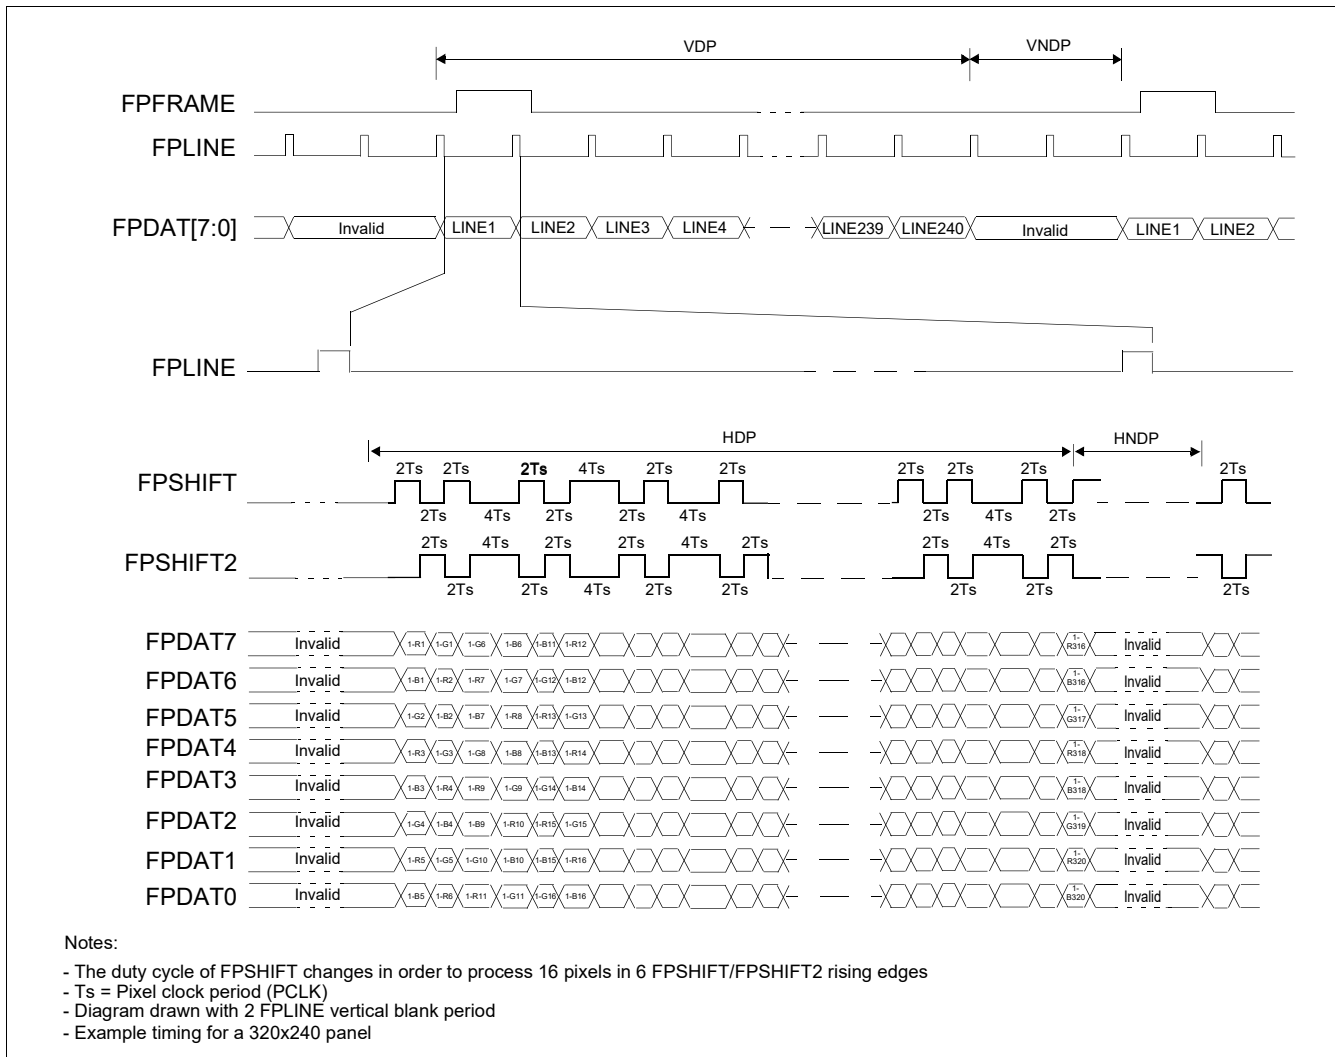 VDP VNDP
FPFRAME
FPLINE
FPDAT[7:0] Invalid LINE1 LINE2 LINE3 LINE4 LINE239 LINE240 Invalid LINE1 LINE2
FPLINE
HDP HNDP
2Ts 2Ts 2Ts 4Ts 2Ts 2Ts 2Ts 2Ts 2Ts 2Ts
FPSHIFT
2Ts 4Ts 2Ts 2Ts 4Ts 2Ts 4Ts 2Ts
2Ts 4Ts 2Ts 2Ts 4Ts 2Ts 2Ts 4Ts 2Ts
FPSHIFT2
2Ts 2Ts 4Ts 2Ts 2Ts 2Ts 2Ts 2Ts
FPDAT7 Invalid 1-R1 1-G1 1-G6 1-B6 1-B11 1-R12 1-R316 Invalid
FPDAT6 Invalid 1-B1 1-R2 1-R7 1-G7 1-G12 1-B12 1-B316 Invalid
FPDAT5 Invalid 1-G2 1-B2 1-B7 1-R8 1-R13 1-G13 1-G317 Invalid
FPDAT4 Invalid 1-R3 1-G3 1-G8 1-B8 1-B13 1-R14 1-R318 Invalid
FPDAT3 Invalid 1-B3 1-R4 1-R9 1-G9 1-G14 1-B14 1-B318 Invalid
FPDAT2 Invalid 1-G4 1-B4 1-B9 1-R10 1-R15 1-G15 1-G319 Invalid
FPDAT1 Invalid 1-R5 1-G5 1-G10 1-B10 1-B15 1-R16 1-R320 Invalid
FPDAT0 Invalid 1-B5 1-R6 1-R11 1-G11 1-G16 1-B16 1-B320 Invalid
Notes:
- The duty cycle of FPSHIFT changes in order to process 16 pixels in 6 FPSHIFT/FPSHIFT2 rising edges
- Ts = Pixel clock period (PCLK)
- Diagram drawn with 2 FPLINE vertical blank period
- Example timing for a 320x240 panel